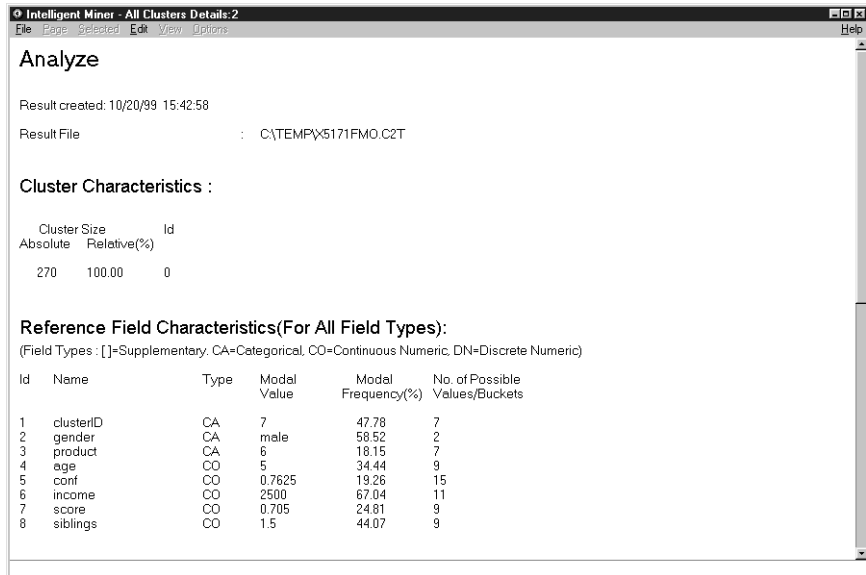 Intelligent Miner - All Clusters Details:2
File Page Selected Edit View Options Help
Analyze
Result created: 10/20/99 15:42:58
Result File : C:\TEMP\X5171FMO.C2T
Cluster Characteristics :
Cluster Size Id
Absolute Relative(%)
270 100.00 0
Reference Field Characteristics(For All Field Types):
(Field Types : [ ]=Supplementary. CA=Categorical, CO=Continuous Numeric, DN=Discrete Numeric)
Id Name Type Modal Modal No. of Possible
Value Frequency(%) Values/Buckets
1 clusterID CA 7 47.78 7
2 gender CA male 58.52 2
3 product CA 6 18.15 7
4 age CO 5 34.44 9
5 conf CO 0.7625 19.26 15
6 income CO 2500 67.04 11
7 score CO 0.705 24.81 9
8 siblings CO 1.5 44.07 9